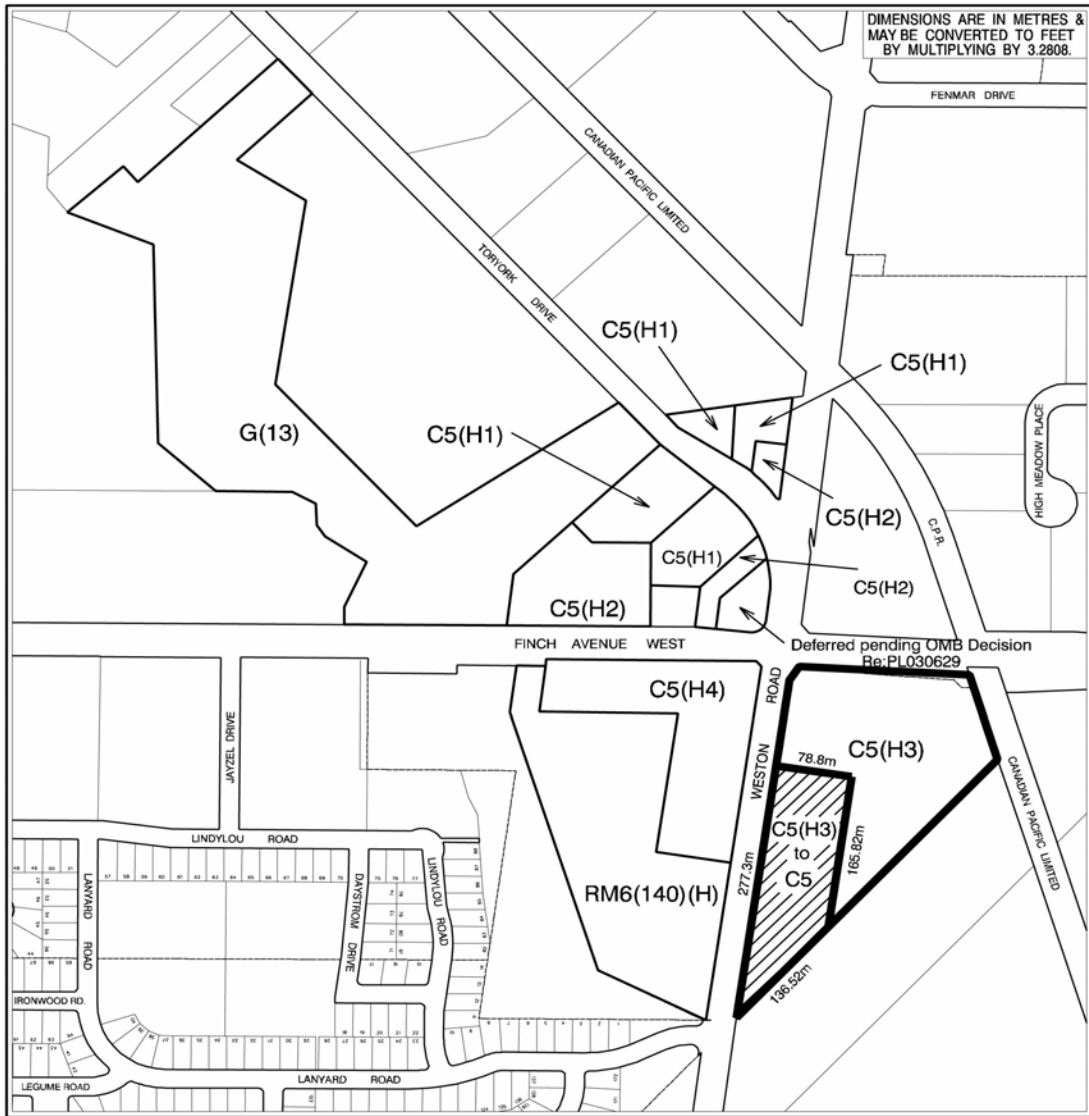 DIMENSIONS ARE IN METRES &
MAY BE CONVERTED TO FEET
BY MULTIPLYING BY 3.2808.
FENMAR DRIVE
CANADIAN PACIFIC LIMITED
TORYORK DRIVE
C5(H1)
C5(H1)
HIGH MEADOW PLACE
G(13)
C5(H1)
C5(H2)
C.P.R.
C5(H1)
C5(H2)
C5(H2)
FINCH AVENUE WEST
Deferred pending OMB Decision
Re:PL030629
WESTON ROAD
C5(H4)
C5(H3)
78.8m
JAYZEL DRIVE
CANADIAN PACIFIC LIMITED
C5(H3)
to
C5
165.82m
277.3m
136.52m
LINDYLOU ROAD
LINDYLOU ROAD
DAYSTROM DRIVE
LANYARD ROAD
RM6(140)(H)
IRONWOOD RD.
LANYARD ROAD
LEGUME ROAD